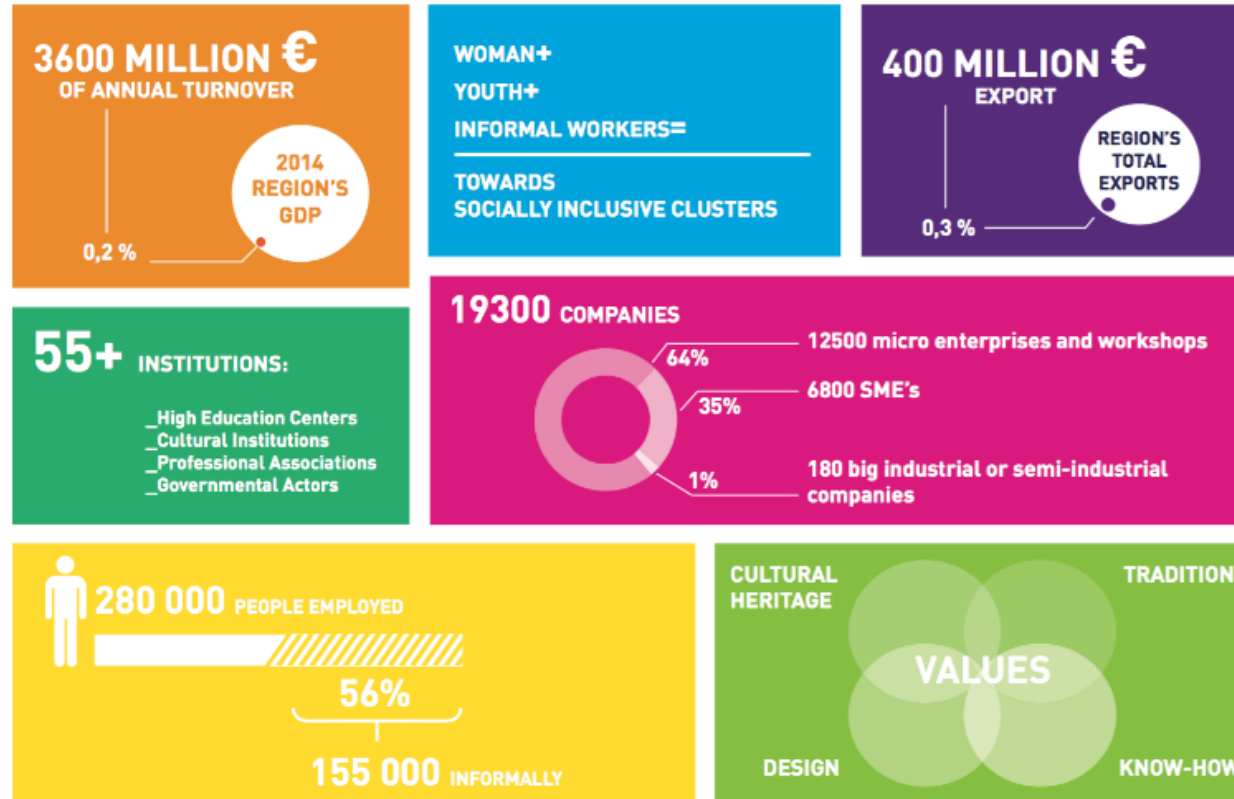 3600 MILLION €
OF ANNUAL TURNOVER
2014
REGION'S
GDP
0,2 %
WOMAN+
YOUTH+
INFORMAL WORKERS=
TOWARDS
SOCIALLY INCLUSIVE CLUSTERS
400 MILLION €
EXPORT
REGION'S
TOTAL
EXPORTS
0,3 %
55+ INSTITUTIONS:
_High Education Centers
_Cultural Institutions
_Professional Associations
_Governmental Actors
19300 COMPANIES
64% 12500 micro enterprises and workshops
35% 6800 SME's
1% 180 big industrial or semi-industrial
companies
280 000 PEOPLE EMPLOYED
56%
155 000 INFORMALLY
CULTURAL
HERITAGE
TRADITION
VALUES
DESIGN
KNOW-HOW